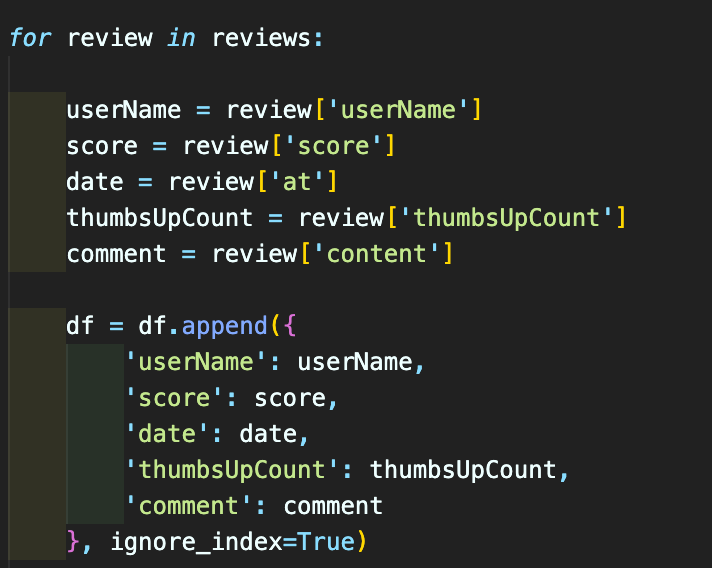 for review in reviews:
userName = review['userName']
score = review['score']
date = review['at']
thumbsUpCount = review['thumbsUpCount']
comment = review['content']
df = df.append({
'userName': userName,
'score': score,
'date': date,
'thumbsUpCount': thumbsUpCount,
'comment': comment
}, ignore_index=True)